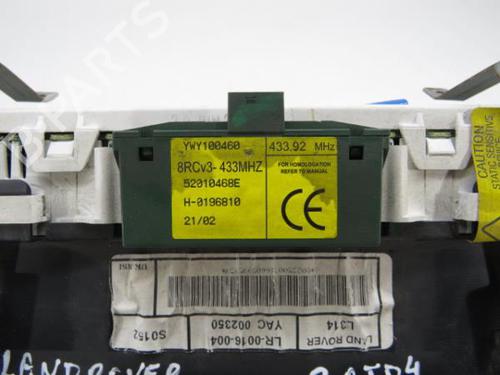 B PARTS
YWY100460
433.92 MHz
8RCv3-433MHZ
FOR HOMOLOGATION
REFER TO MANUAL
52010468E
H-0196810
21/02
CE
CAUTION
LAND ROVER
L314
YAC 002350
LR-0016-004
S0152
LANDROVER